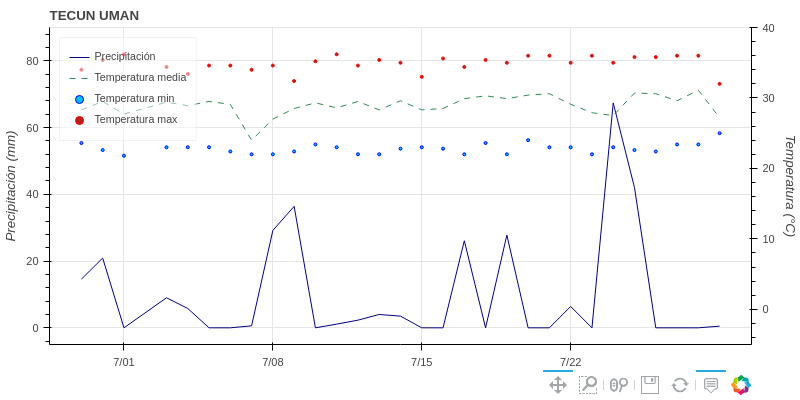 TECUN UMAN
Precipitación
Temperatura media
Temperatura min
Temperatura max
Precipitación (mm)
80
60
40
20
0
Temperatura (°C)
40
30
20
10
0
7/01
7/08
7/15
7/22